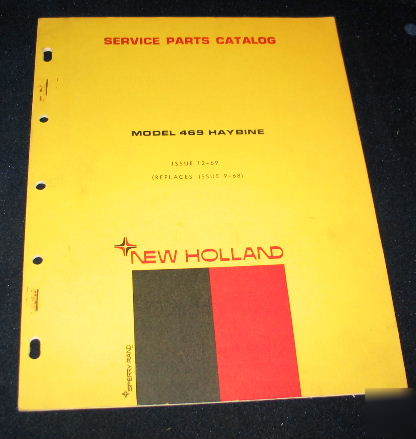 SERVICE PARTS CATALOG
MODEL 469 HAYBINE
ISSUE 12-69
(REPLACES ISSUE 9-68)
NEW HOLLAND
SPERRY RAND